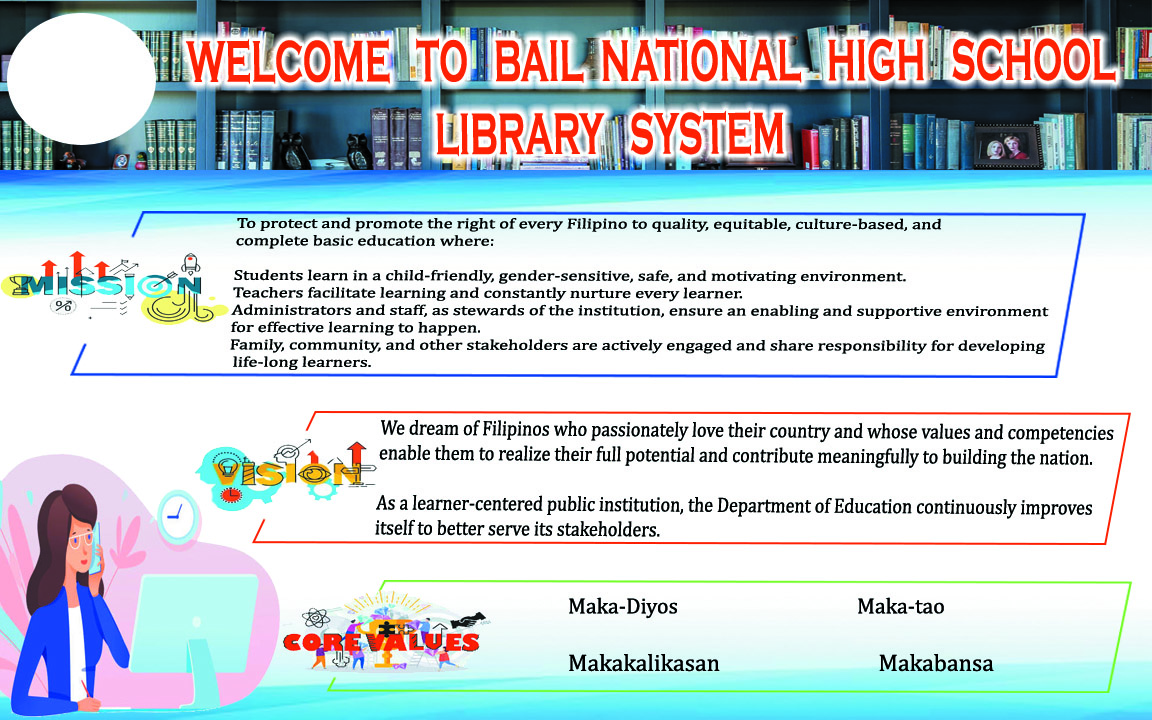 WELCOME TO BAIL NATIONAL HIGH SCHOOL
LIBRARY SYSTEM
MISSION
To protect and promote the right of every Filipino to quality, equitable, culture-based, and
complete basic education where:
Students learn in a child-friendly, gender-sensitive, safe, and motivating environment.
Teachers facilitate learning and constantly nurture every learner.
Administrators and staff, as stewards of the institution, ensure an enabling and supportive environment
for effective learning to happen.
Family, community, and other stakeholders are actively engaged and share responsibility for developing
life-long learners.
VISION
We dream of Filipinos who passionately love their country and whose values and competencies
enable them to realize their full potential and contribute meaningfully to building the nation.
As a learner-centered public institution, the Department of Education continuously improves
itself to better serve its stakeholders.
CORE VALUES
Maka-Diyos Maka-tao
Makakalikasan Makabansa